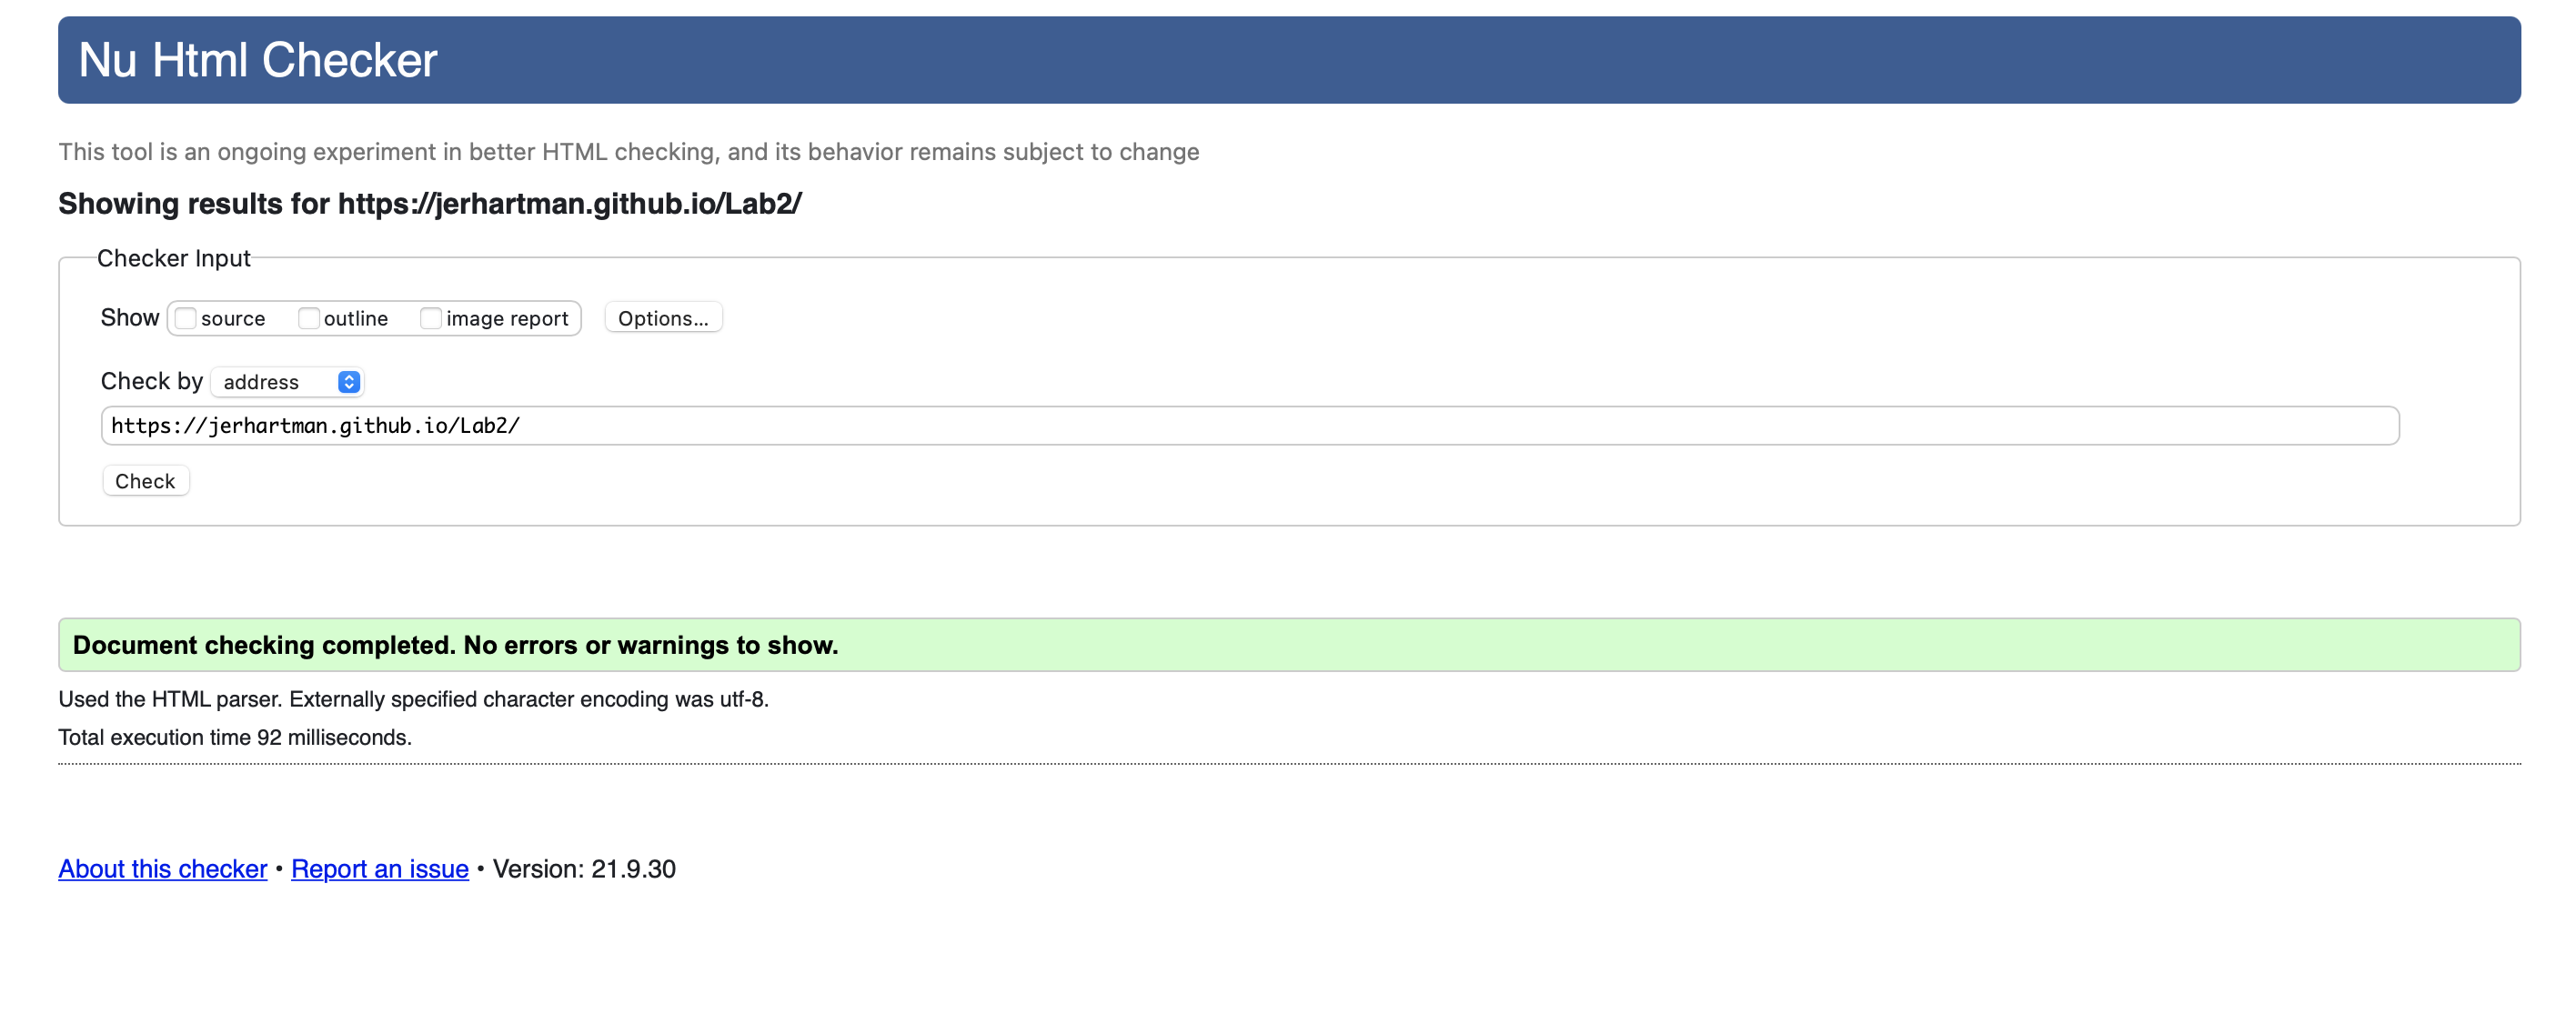 Nu Html Checker
This tool is an ongoing experiment in better HTML checking, and its behavior remains subject to change
Showing results for https://jerhartman.github.io/Lab2/
Checker Input
Show source outline image report Options...
Check by address
https://jerhartman.github.io/Lab2/
Check
Document checking completed. No errors or warnings to show.
Used the HTML parser. Externally specified character encoding was utf-8.
Total execution time 92 milliseconds.
About this checker • Report an issue • Version: 21.9.30